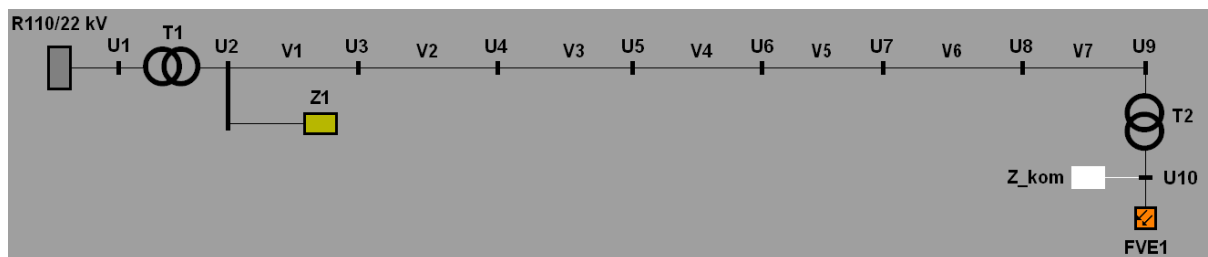 R110/22 kV
T1
U1
U2
V1
U3
V2
U4
V3
U5
V4
U6
V5
U7
V6
U8
V7
U9
Z1
T2
Z_kom
U10
FVE1